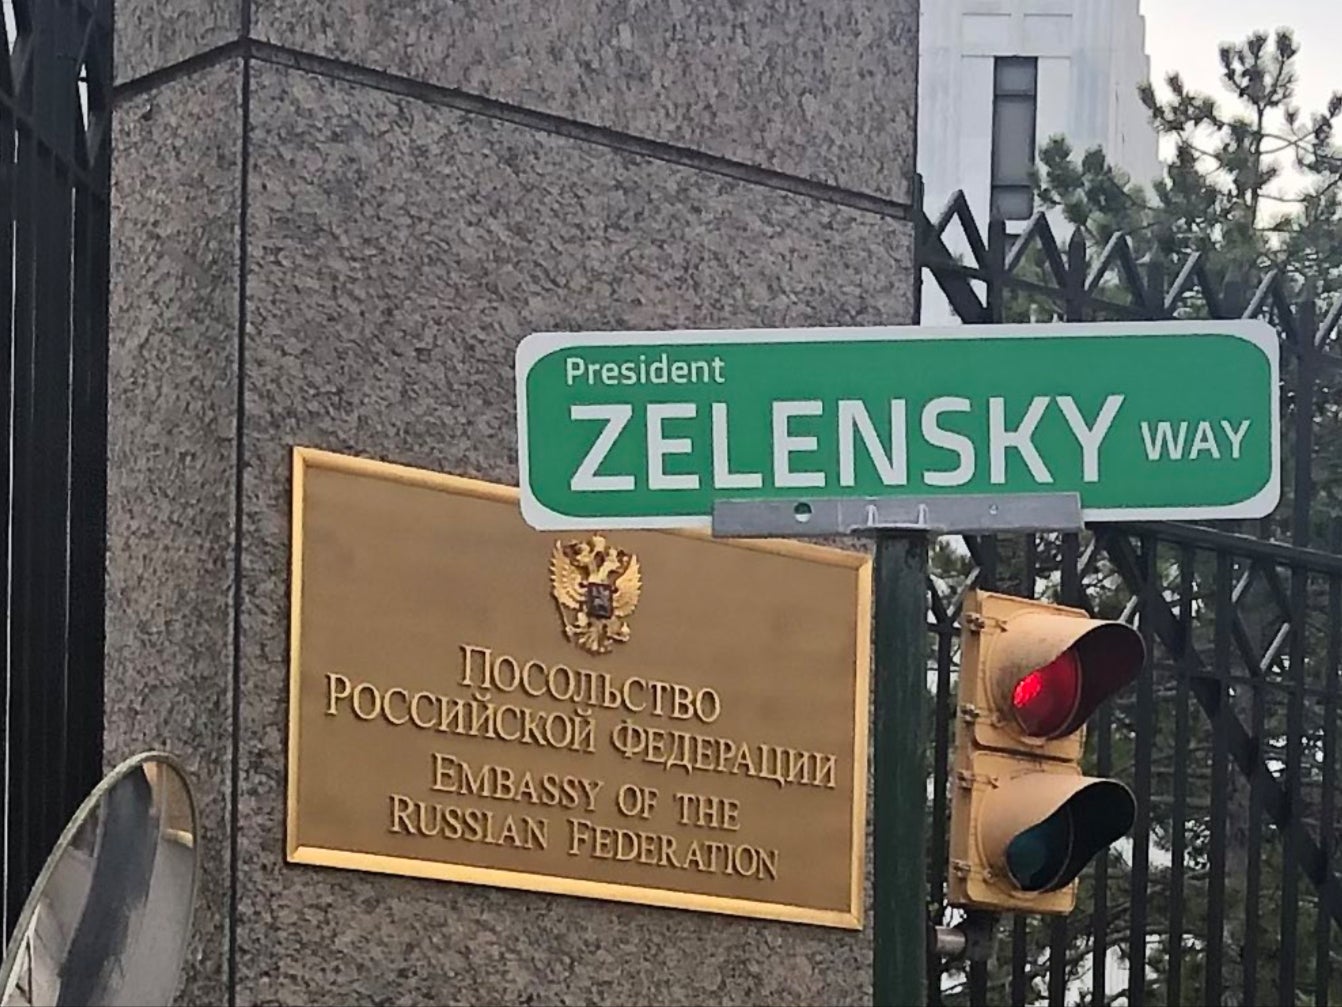 President
ZELENSKY WAY
ПОСОЛЬСТВО
РОССИЙСКОЙ ФЕДЕРАЦИИ
EMBASSY OF THE
RUSSIAN FEDERATION